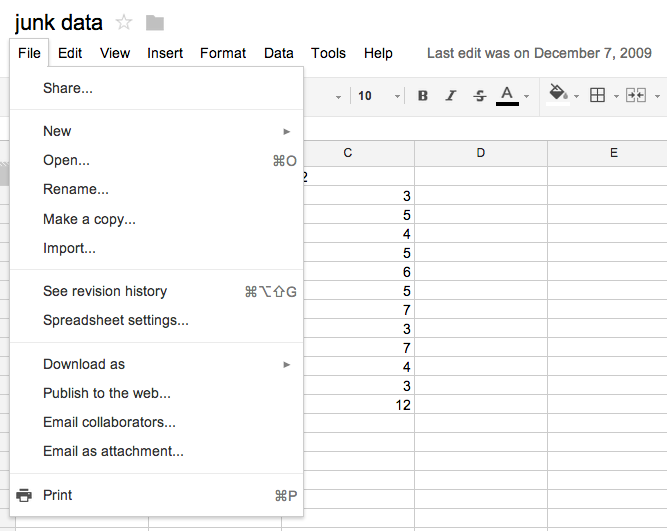 junk data
File Edit View Insert Format Data Tools Help Last edit was on December 7, 2009
10 B I S A
Share...
New ►
Open... ⌘O
Rename...
Make a copy...
Import...
See revision history ⌘⌥⇧G
Spreadsheet settings...
Download as ►
Publish to the web...
Email collaborators...
Email as attachment...
Print ⌘P
C D E
2
3
5
4
5
6
5
7
3
7
4
3
12